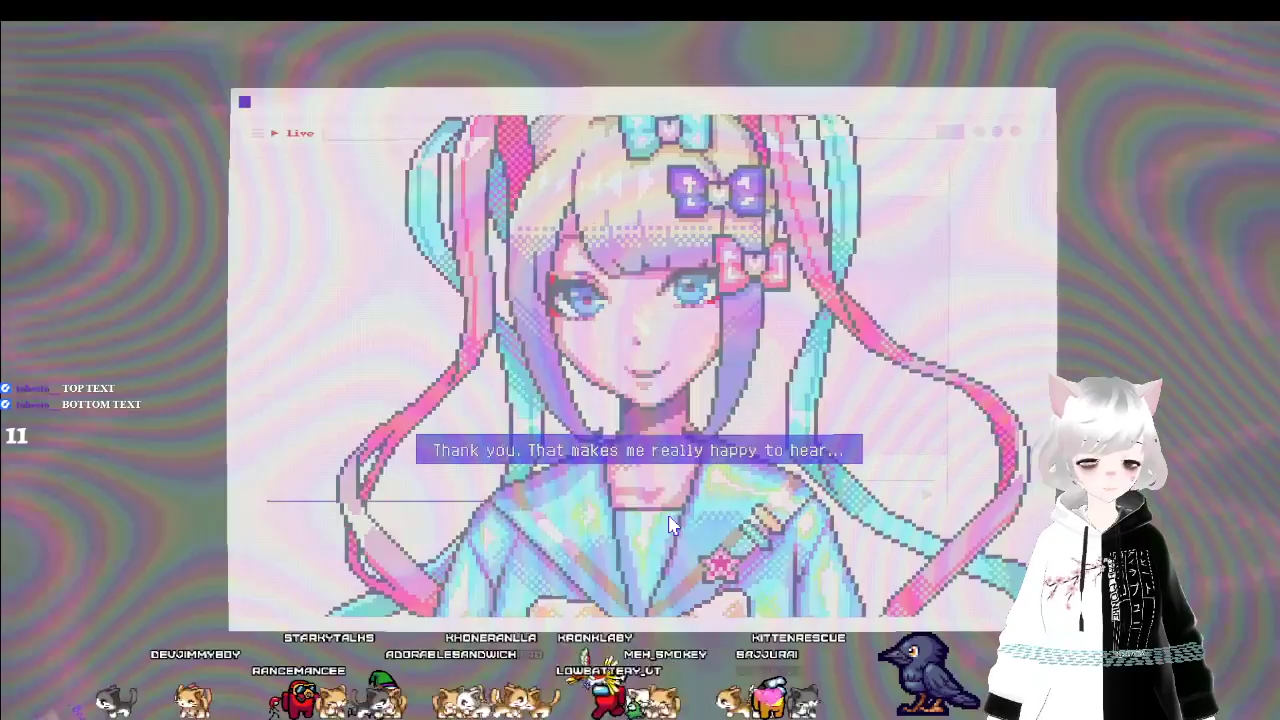 Live
TOP TEXT
BOTTOM TEXT
11
Thank you. That makes me really happy to hear...
STARKYTALKS
KHONERANLLA
KRONKLABY
KITTENRESCUE
DEVJIMMYBOY
ADORABLESANDWICH
MEH_SMOKEY
BAJJURAI
RANCEMANCEE
LOWBATTERY_VT